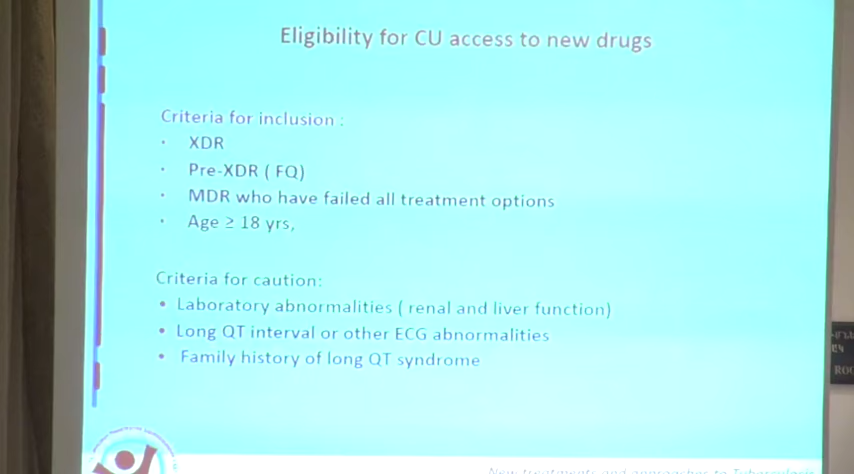 Eligibility for CU access to new drugs
Criteria for inclusion :
· XDR
· Pre-XDR ( FQ)
· MDR who have failed all treatment options
· Age ≥ 18 yrs,
Criteria for caution:
• Laboratory abnormalities ( renal and liver function)
• Long QT interval or other ECG abnormalities
• Family history of long QT syndrome